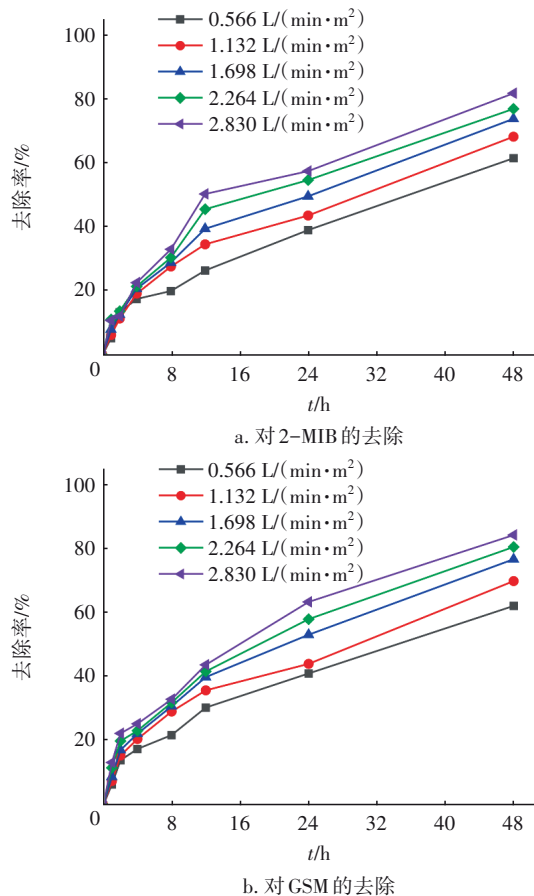 0.566 L/(min·m²)
1.132 L/(min·m²)
1.698 L/(min·m²)
2.264 L/(min·m²)
2.830 L/(min·m²)
去除率/%
100
80
60
40
20
0
8
16
24
32
40
48
t/h
a. 对2-MIB的去除
0.566 L/(min·m²)
1.132 L/(min·m²)
1.698 L/(min·m²)
2.264 L/(min·m²)
2.830 L/(min·m²)
去除率/%
100
80
60
40
20
0
8
16
24
32
40
48
t/h
b. 对GSM的去除